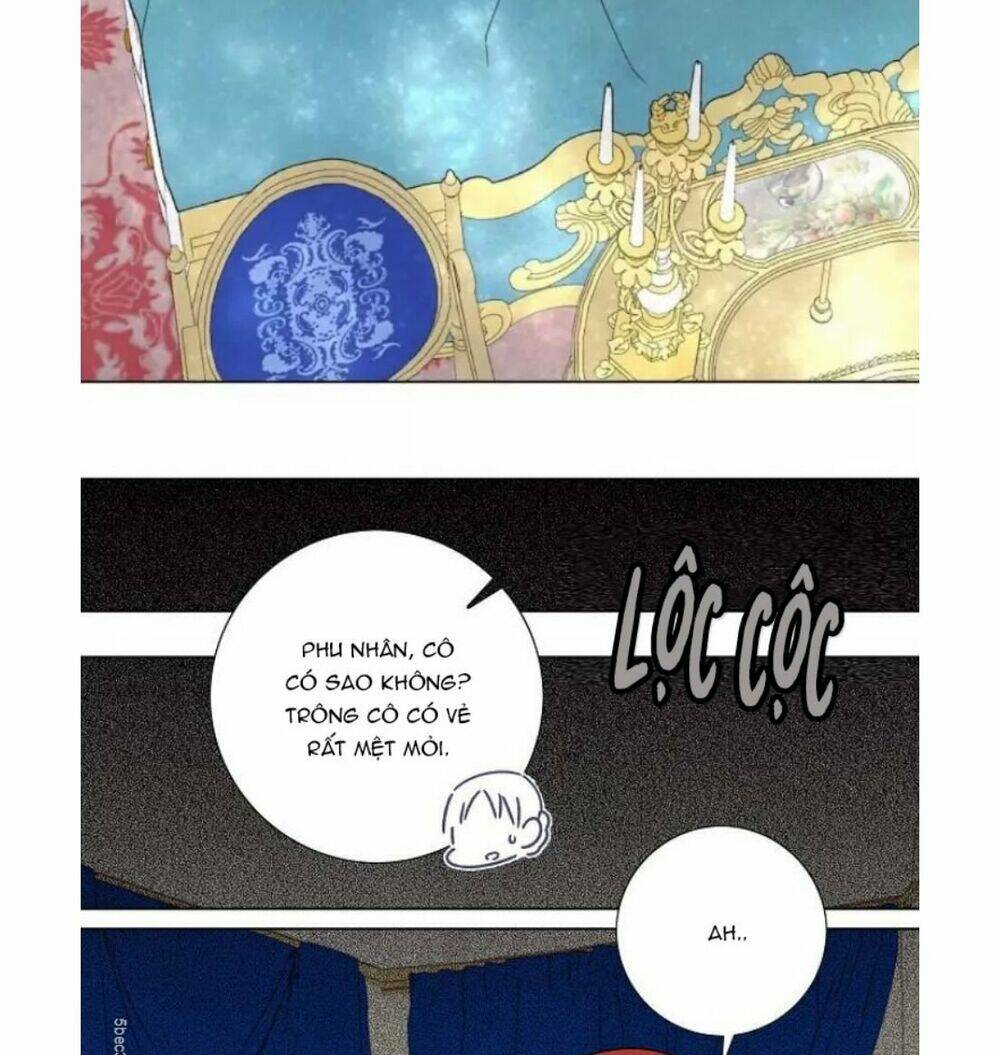 LỘC CỘC
PHU NHÂN, CÔ
CÓ SAO KHÔNG?
TRÔNG CÔ CÓ VẺ
RẤT MỆT MỎI.
AH..